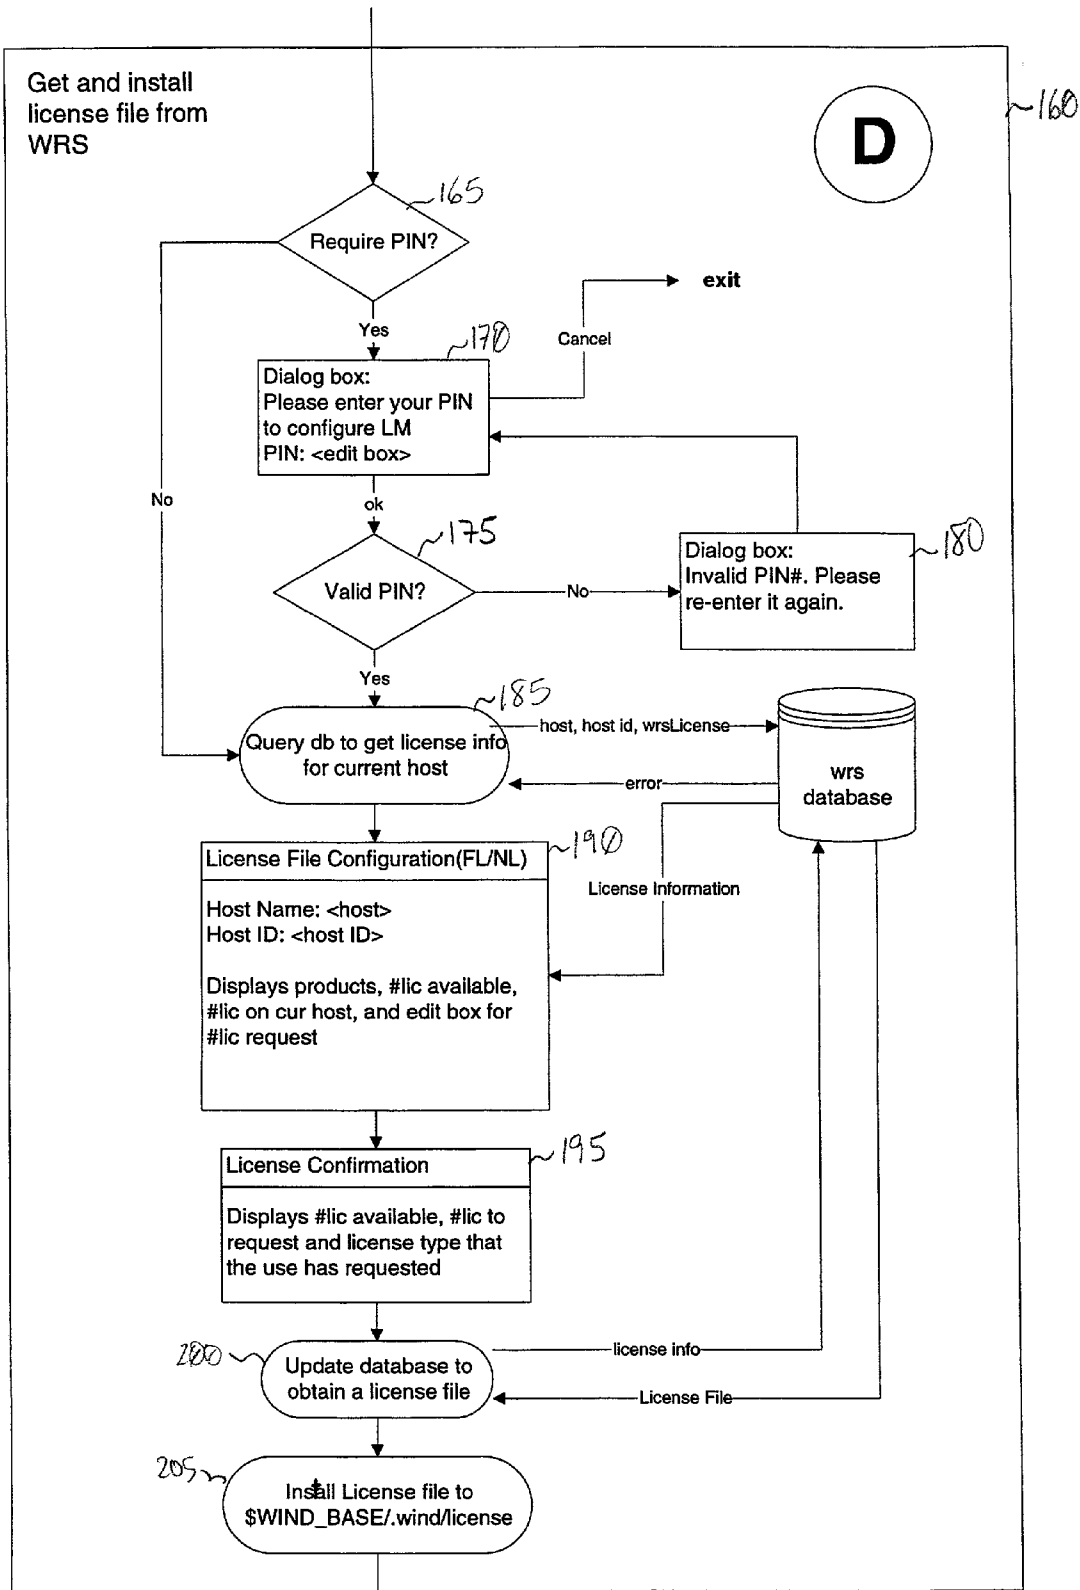 Get and install
license file from
WRS
D
160
165
Require PIN?
exit
Yes
Cancel
170
Dialog box:
Please enter your PIN
to configure LM
PIN: <edit box>
No
ok
175
Valid PIN?
No
180
Dialog box:
Invalid PIN#. Please
re-enter it again.
Yes
185
Query db to get license info
for current host
host, host id, wrsLicense
error
wrs
database
190
License File Configuration(FL/NL)
Host Name: <host>
Host ID: <host ID>
Displays products, #lic available,
#lic on cur host, and edit box for
#lic request
License Information
195
License Confirmation
Displays #lic available, #lic to
request and license type that
the use has requested
200
Update database to
obtain a license file
license info
License File
205
Install License file to
$WIND_BASE/.wind/license